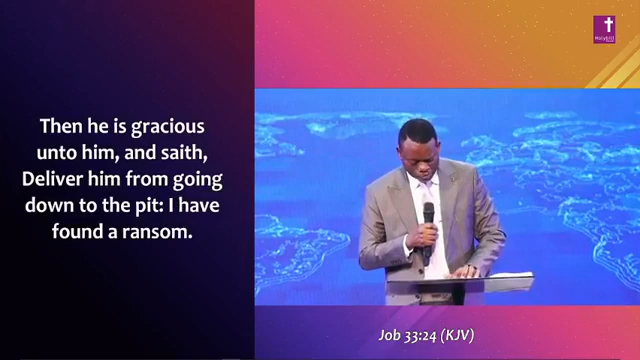 Then he is gracious
unto him, and saith,
Deliver him from going
down to the pit: I have
found a ransom.
Job 33:24 (KJV)